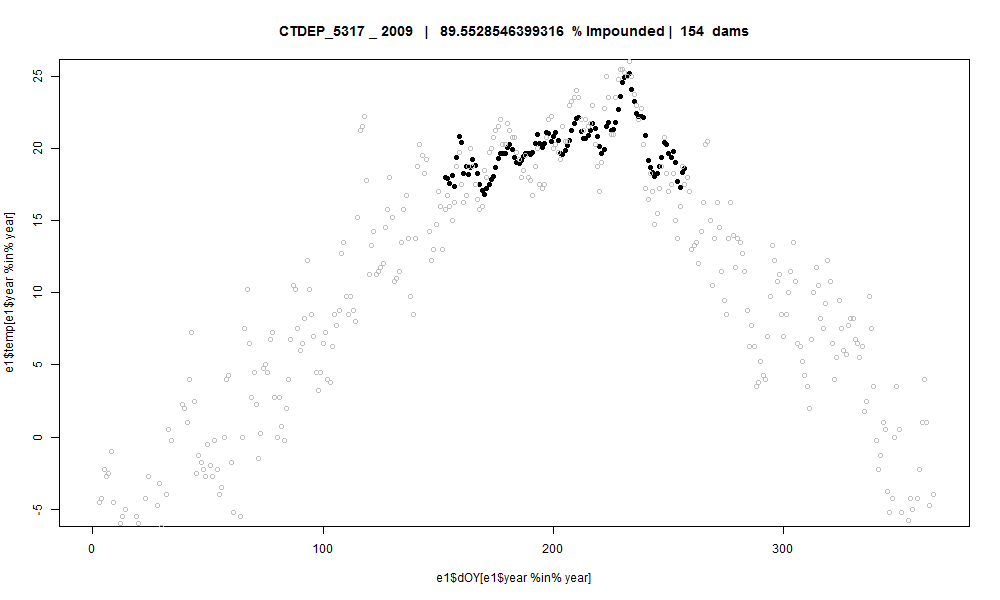 CTDEP_5317 _ 2009 | 89.5528546399316 % Impounded | 154 dams
e1$temp[e1$year %in% year]
25
20
15
10
5
0
-5
0 100 200 300
e1$dOY[e1$year %in% year]